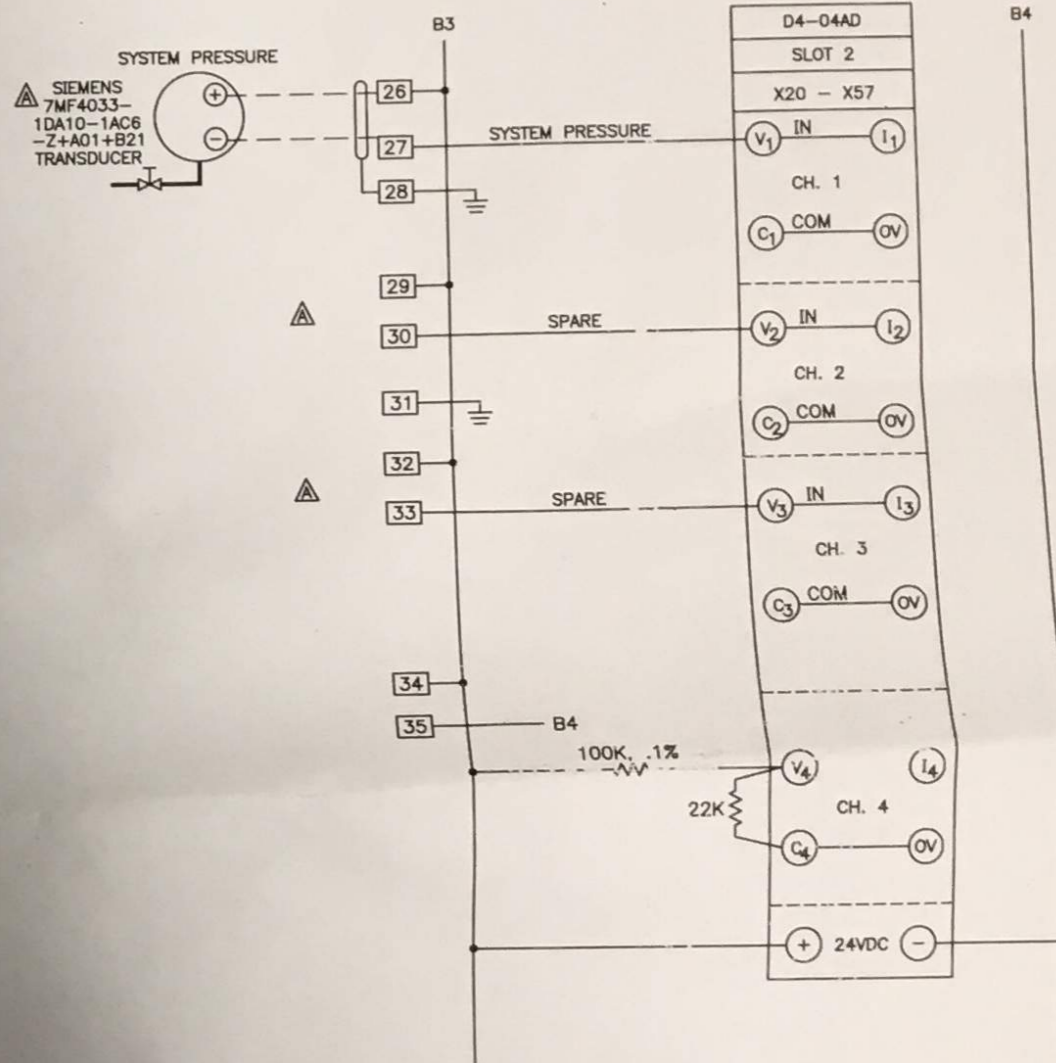 B3
D4-04AD
B4
SLOT 2
X20 - X57
SYSTEM PRESSURE
A SIEMENS
7MF4033-
1DA10-1AC6
-Z+A01+B21
TRANSDUCER
+
-
26
27
28
SYSTEM PRESSURE
V1 IN I1
CH. 1
C1 COM 0V
29
A
30
SPARE
V2 IN I2
CH. 2
31
C2 COM 0V
32
A
33
SPARE
V3 IN I3
CH. 3
C3 COM 0V
34
35
B4
100K, .1%
V4 I4
22K
CH. 4
C4 0V
+ 24VDC -